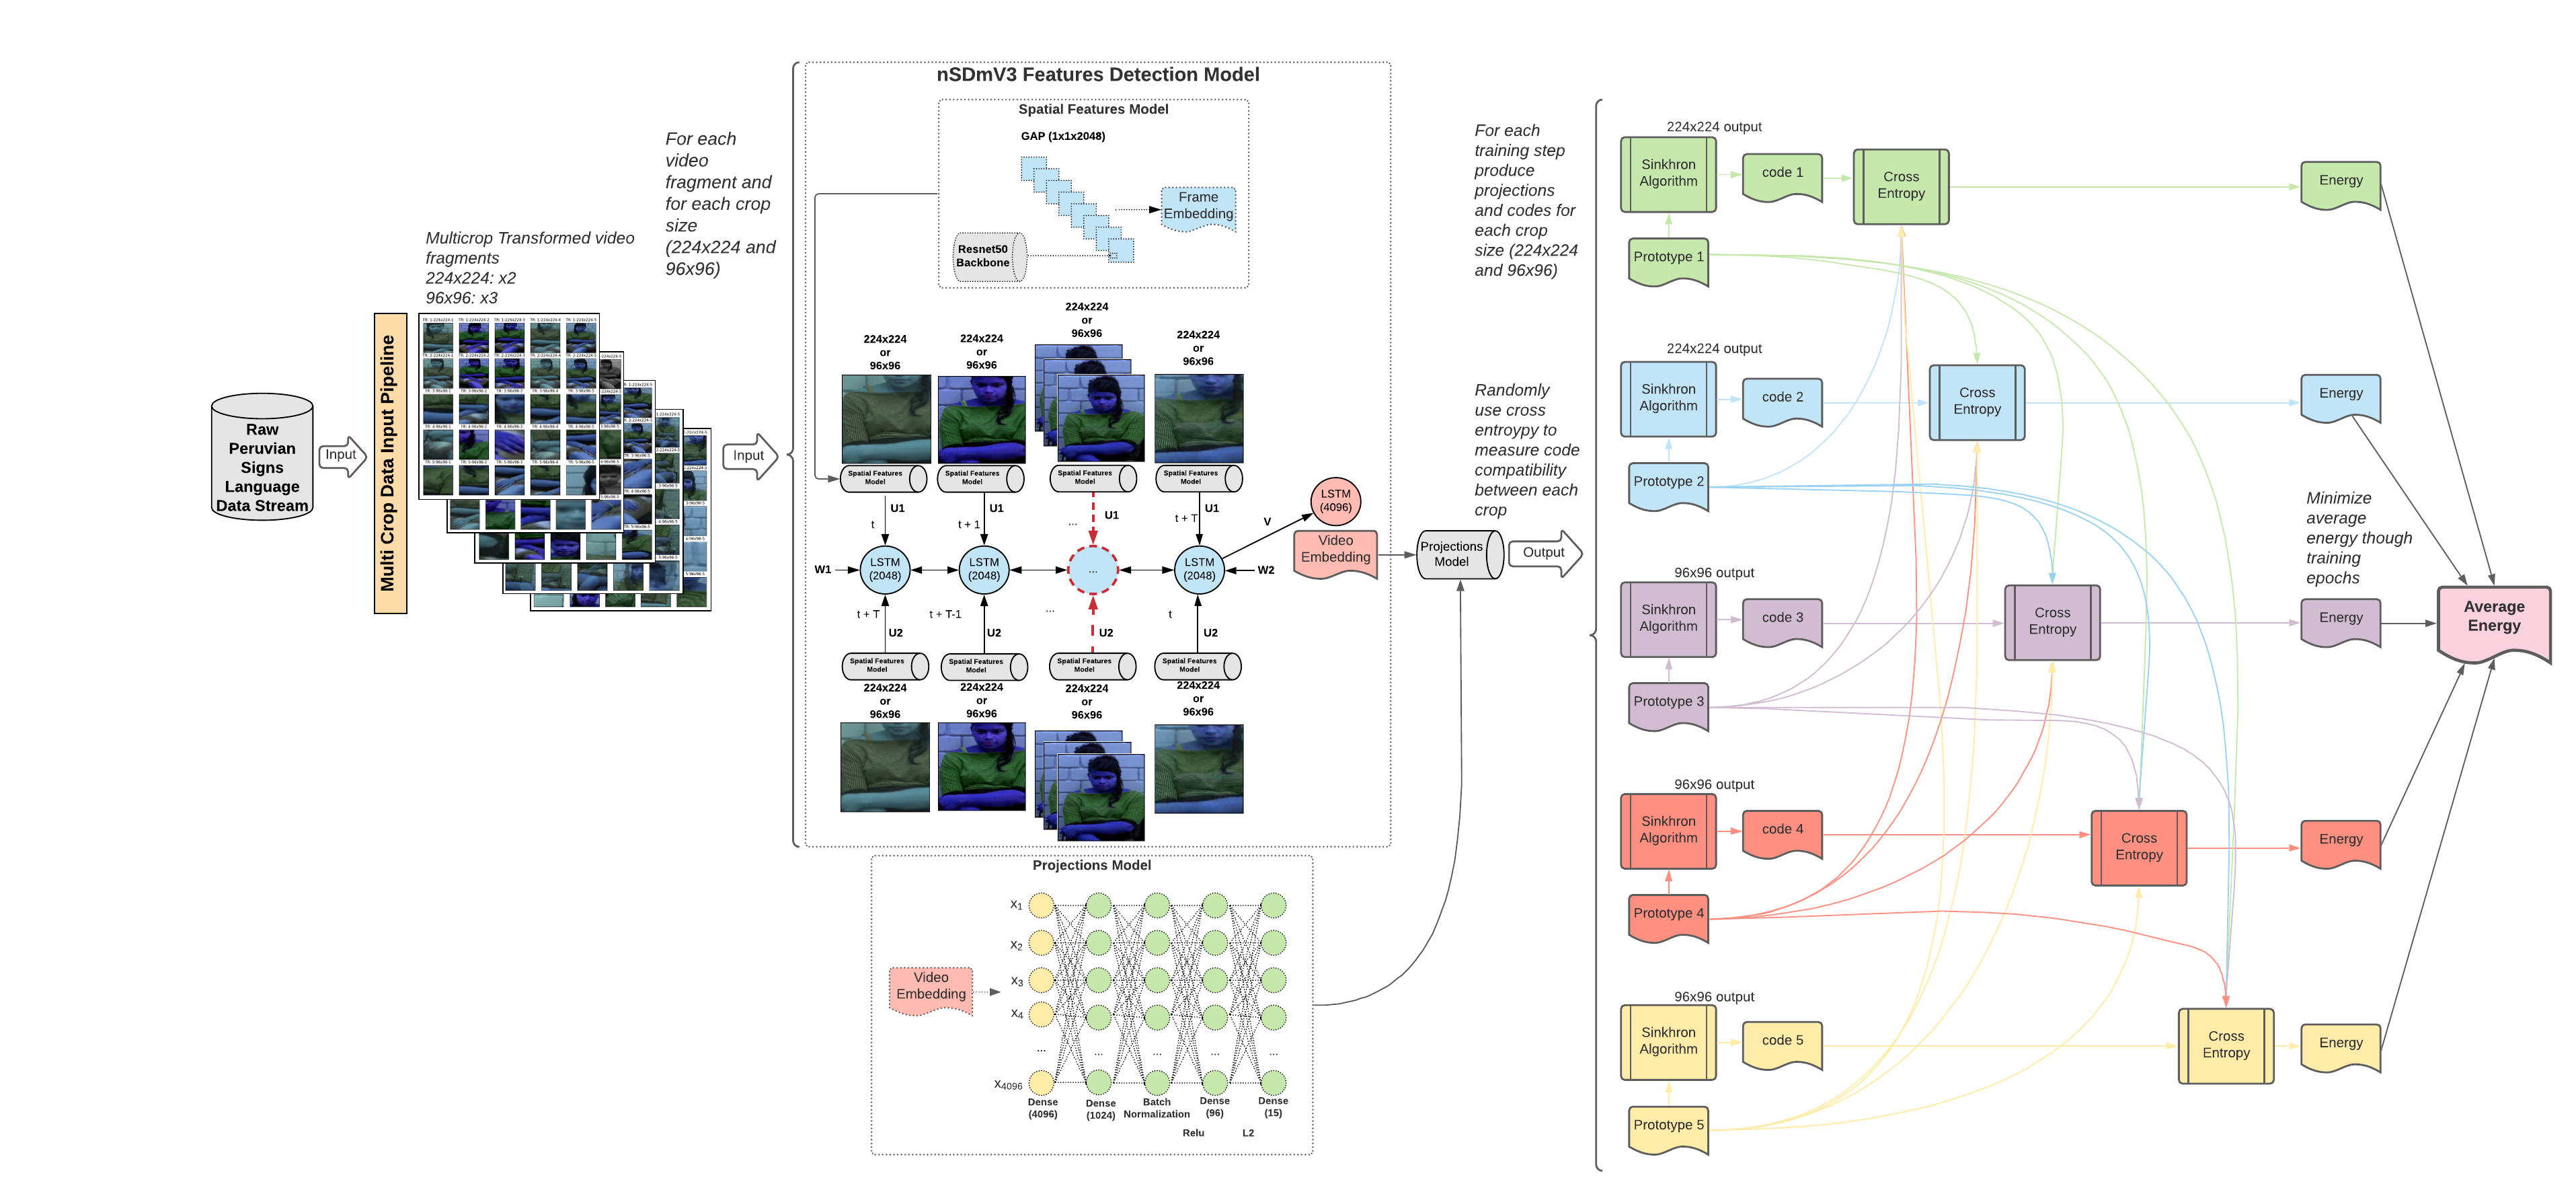 Raw
Peruvian
Signs
Language
Data Stream
Input
Multi Crop Data Input Pipeline
Multicrop Transformed video
fragments
224x224: x2
96x96: x3
Input
For each
video
fragment and
for each crop
size
(224x224 and
96x96)
nSDmV3 Features Detection Model
Spatial Features Model
GAP (1x1x2048)
Frame
Embedding
Resnet50
Backbone
224x224
or
96x96
224x224
or
96x96
224x224
or
96x96
224x224
or
96x96
Spatial Features
Model
Spatial Features
Model
Spatial Features
Model
Spatial Features
Model
U1
U1
U1
U1
t
t + 1
...
t + T
W1
LSTM
(2048)
LSTM
(2048)
...
LSTM
(2048)
W2
V
LSTM
(4096)
Video
Embedding
t + T
t + T-1
...
t
U2
U2
U2
U2
Spatial Features
Model
Spatial Features
Model
Spatial Features
Model
Spatial Features
Model
224x224
or
96x96
224x224
or
96x96
224x224
or
96x96
224x224
or
96x96
Projections
Model
Output
Projections Model
Video
Embedding
x1
x2
x3
x4
...
x4096
...
...
...
...
Dense
(4096)
Dense
(1024)
Batch
Normalization
Dense
(96)
Dense
(15)
Relu
L2
For each
training step
produce
projections
and codes for
each crop
size (224x224
and 96x96)
Randomly
use cross
entroypy to
measure code
compatibility
between each
crop
224x224 output
Sinkhron
Algorithm
code 1
Cross
Entropy
Energy
Prototype 1
224x224 output
Sinkhron
Algorithm
code 2
Cross
Entropy
Energy
Prototype 2
96x96 output
Sinkhron
Algorithm
code 3
Cross
Entropy
Energy
Prototype 3
96x96 output
Sinkhron
Algorithm
code 4
Cross
Entropy
Energy
Prototype 4
96x96 output
Sinkhron
Algorithm
code 5
Cross
Entropy
Energy
Prototype 5
Minimize
average
energy though
training
epochs
Average
Energy